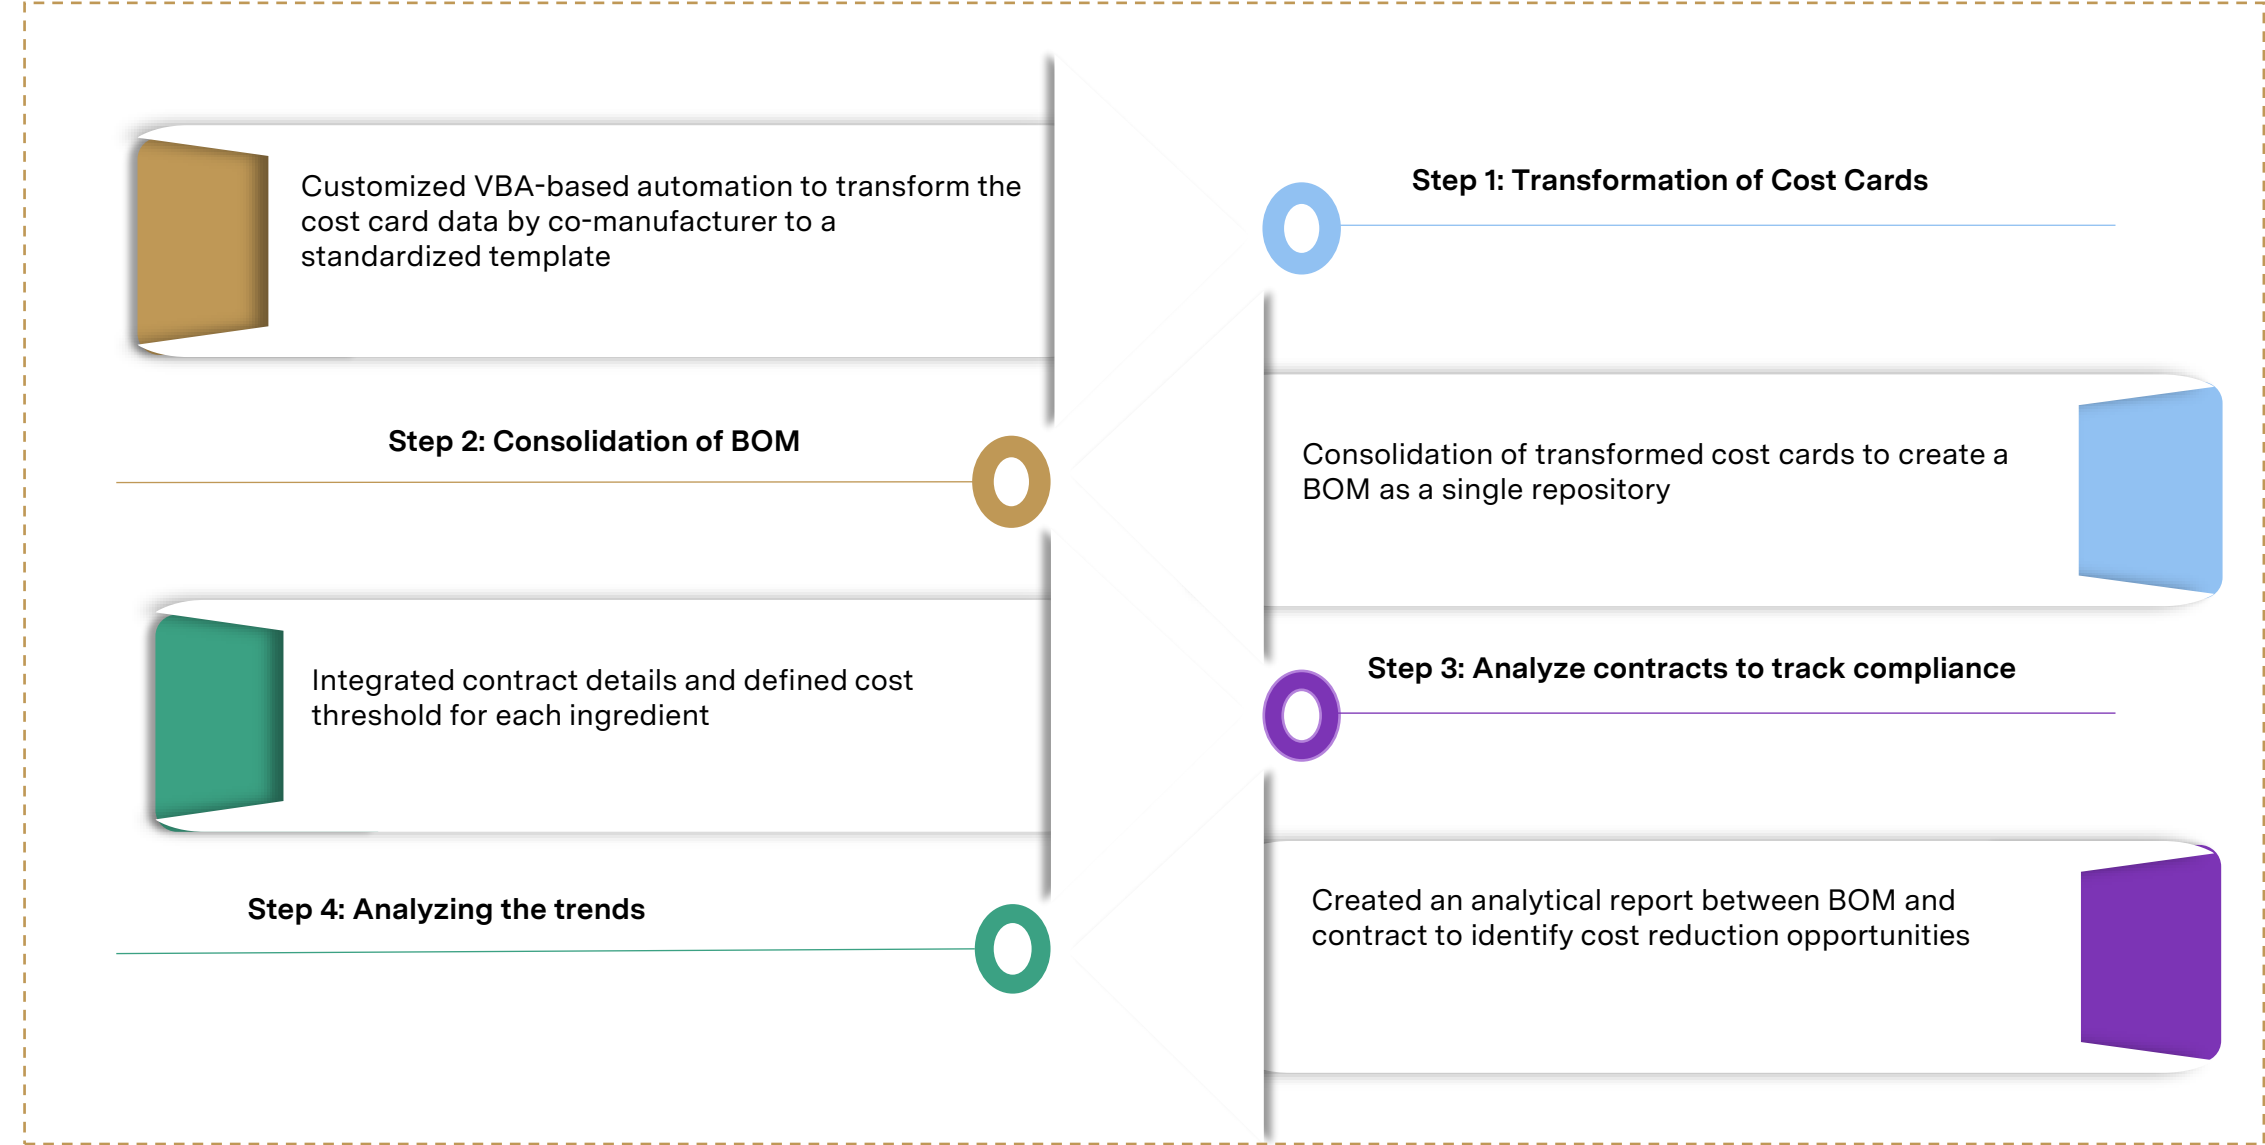 Step 1: Transformation of Cost Cards
Customized VBA-based automation to transform the
cost card data by co-manufacturer to a
standardized template
Step 2: Consolidation of BOM
Consolidation of transformed cost cards to create a
BOM as a single repository
Step 3: Analyze contracts to track compliance
Integrated contract details and defined cost
threshold for each ingredient
Step 4: Analyzing the trends
Created an analytical report between BOM and
contract to identify cost reduction opportunities